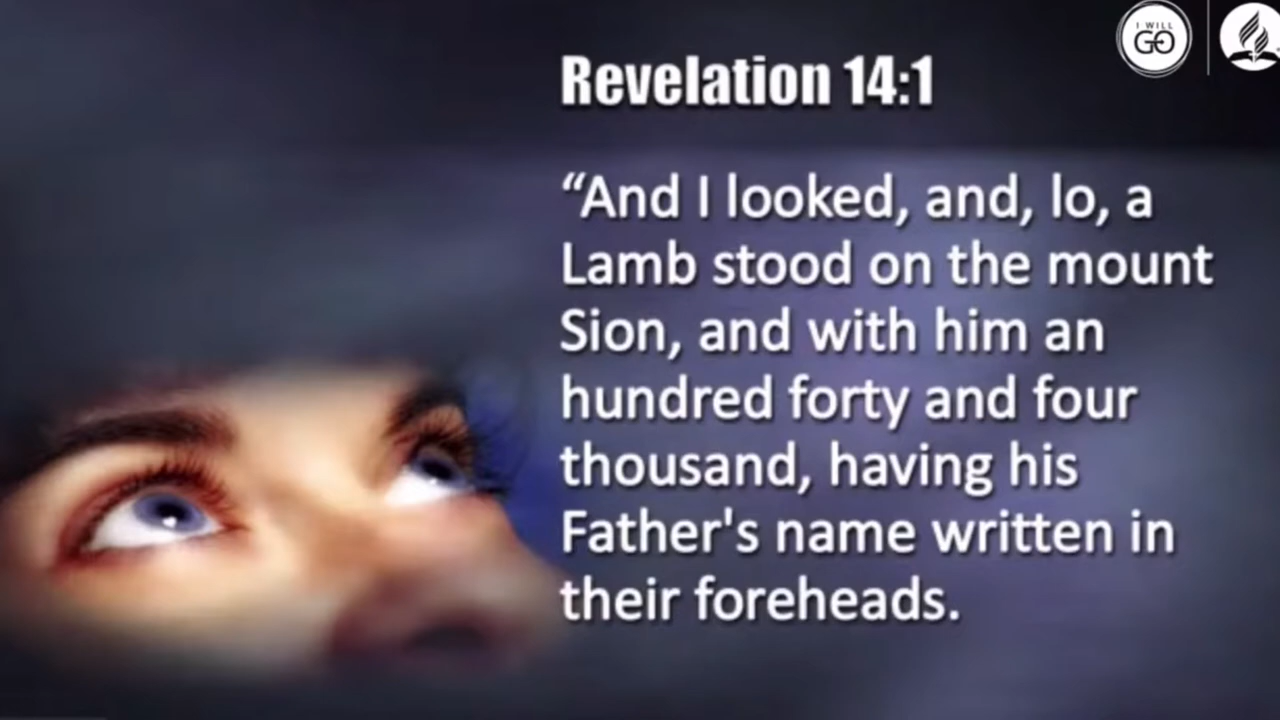 I WILL
GO
Revelation 14:1
“And I looked, and, lo, a
Lamb stood on the mount
Sion, and with him an
hundred forty and four
thousand, having his
Father's name written in
their foreheads.